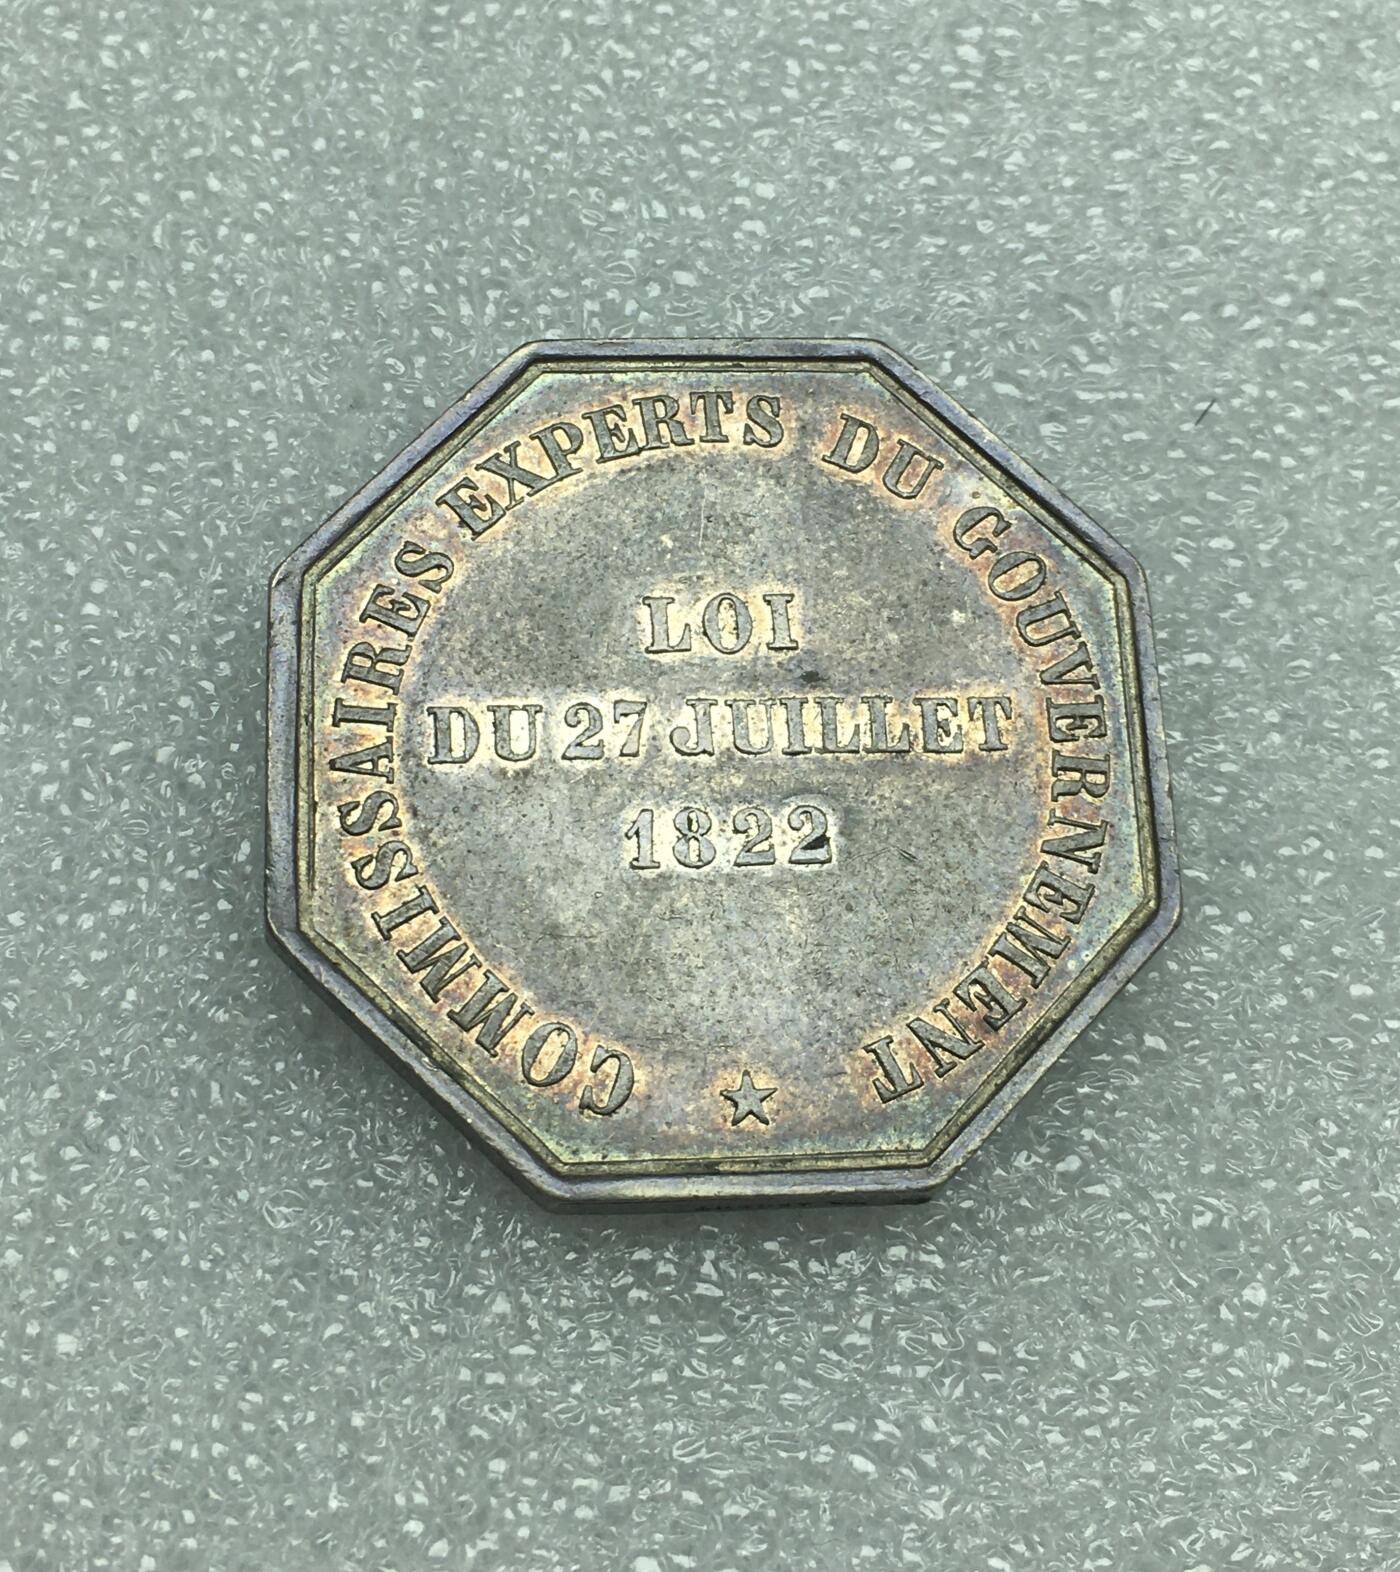 COMMISSAIRES EXPERTS DU GOUVERNEMENT
LOI
DU 27 JUILLET
1822